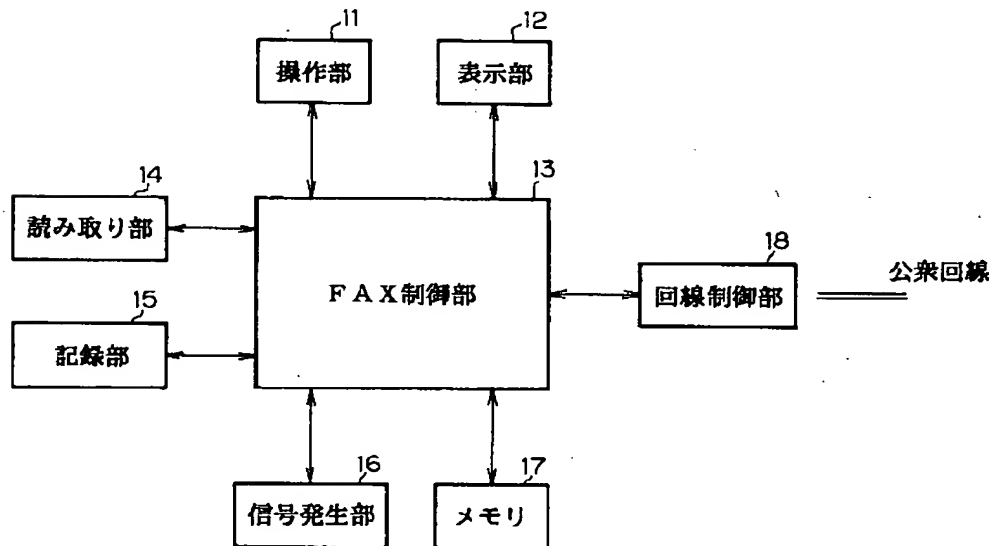 11
操作部
12
表示部
13
FAX制御部
14
読み取り部
15
記録部
16
信号発生部
17
メモリ
18
回線制御部
公衆回線